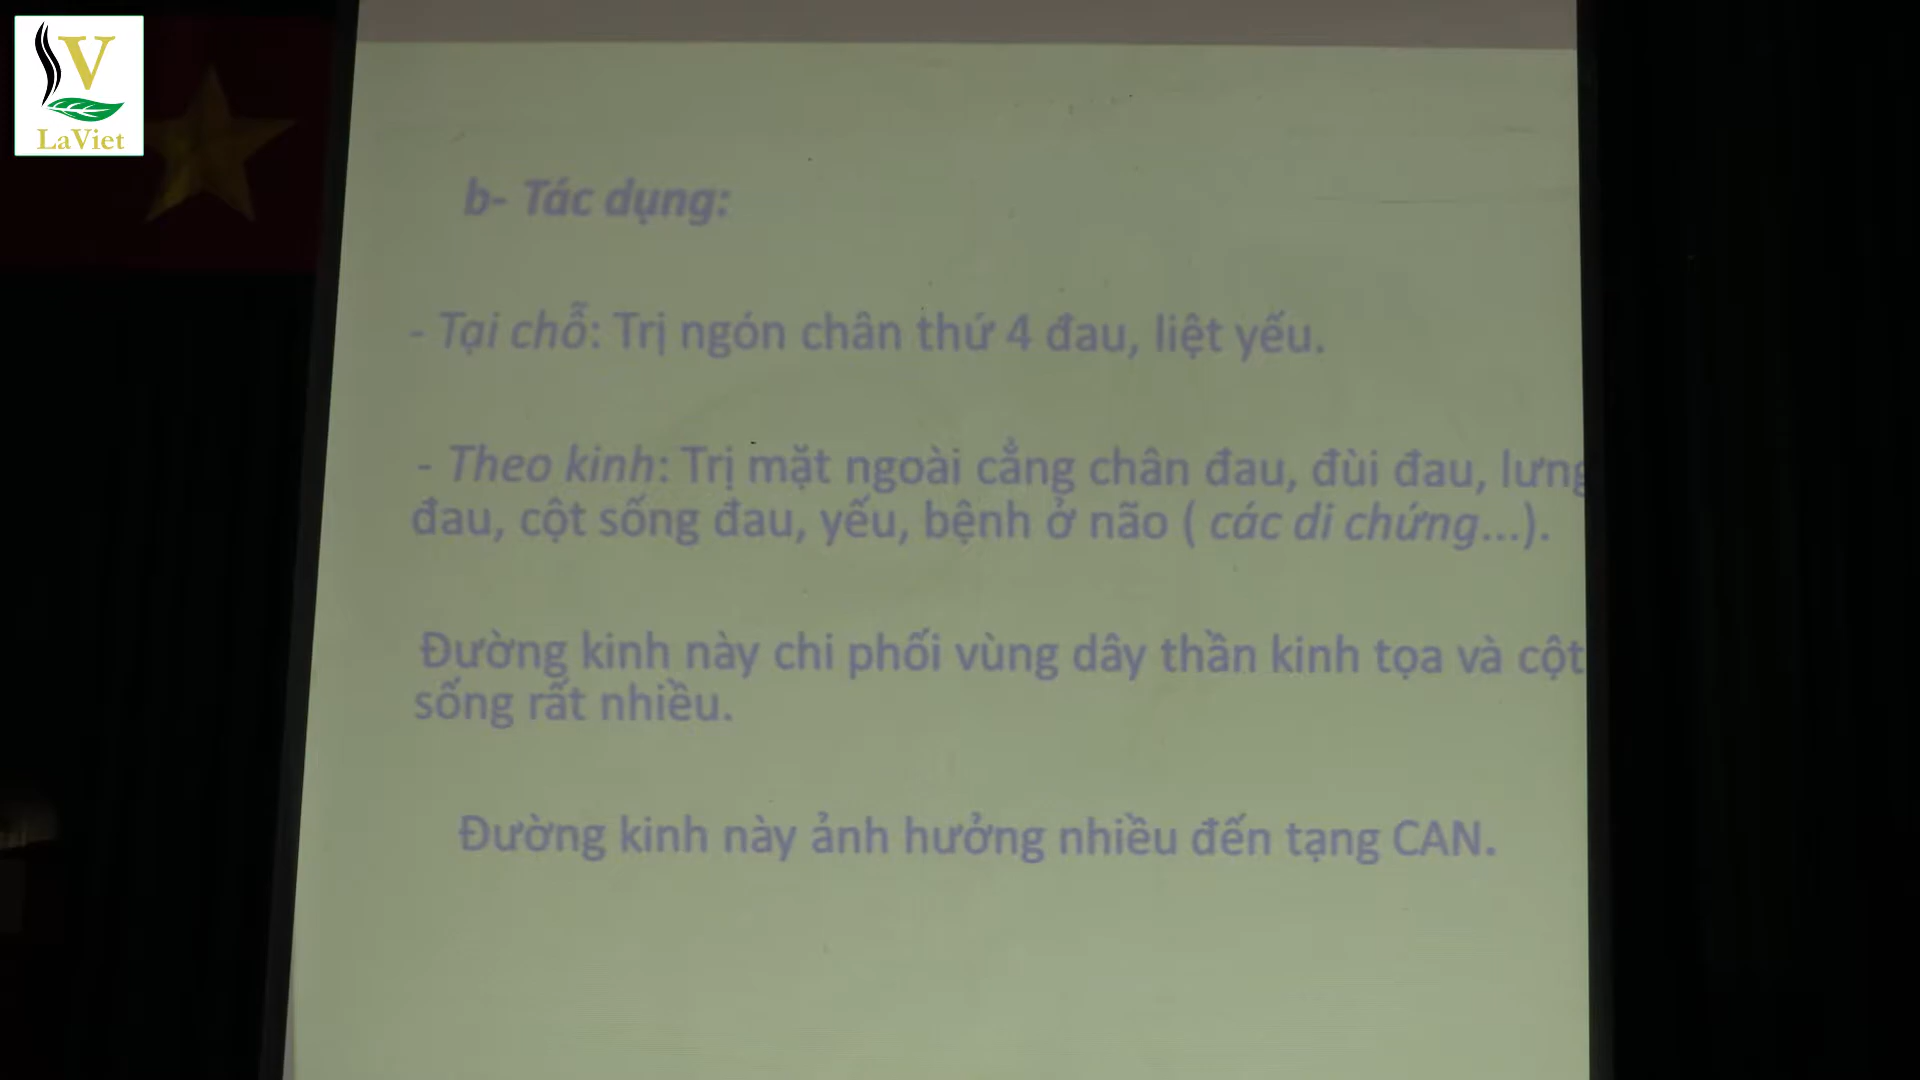 V
LaViet
b- Tác dụng:
- Tại chỗ: Trị ngón chân thứ 4 đau, liệt yếu.
- Theo kinh: Trị mặt ngoài cẳng chân đau, đùi đau, lưng
đau, cột sống đau, yếu, bệnh ở não ( các di chứng...).
Đường kinh này chi phối vùng dây thần kinh tọa và cột
sống rất nhiều.
Đường kinh này ảnh hưởng nhiều đến tạng CAN.